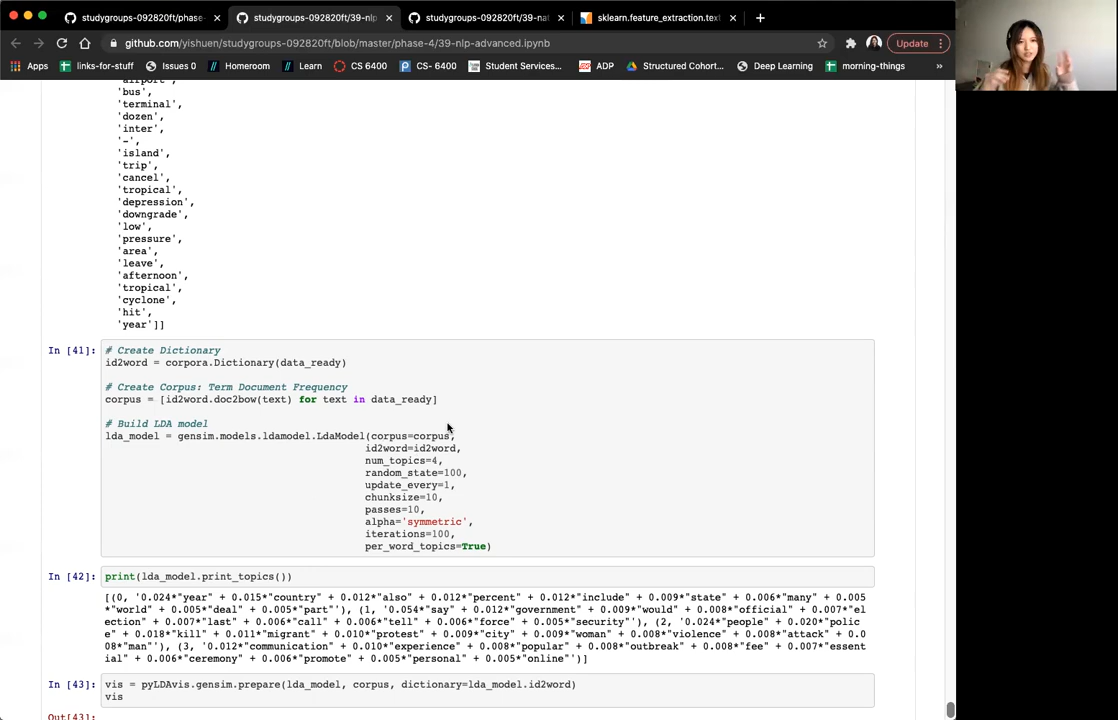 studygroups-092820ft/phase-
studygroups-092820ft/39-nlp
studygroups-092820ft/39-nat
sklearn.feature_extraction.text
github.com/yishuen/studygroups-092820ft/blob/master/phase-4/39-nlp-advanced.ipynb
Update
Apps
links-for-stuff
Issues 0
Homeroom
Learn
CS 6400
CS- 6400
Student Services...
ADP
Structured Cohort...
Deep Learning
morning-things
»
'airport',
'bus',
'terminal',
'dozen',
'inter',
'-',
'island',
'trip',
'cancel',
'tropical',
'depression',
'downgrade',
'low',
'pressure',
'area',
'leave',
'afternoon',
'tropical',
'cyclone',
'hit',
'year']]
In [41]:
# Create Dictionary
id2word = corpora.Dictionary(data_ready)
# Create Corpus: Term Document Frequency
corpus = [id2word.doc2bow(text) for text in data_ready]
# Build LDA model
lda_model = gensim.models.ldamodel.LdaModel(corpus=corpus,
id2word=id2word,
num_topics=4,
random_state=100,
update_every=1,
chunksize=10,
passes=10,
alpha='symmetric',
iterations=100,
per_word_topics=True)
In [42]:
print(lda_model.print_topics())
[(0, '0.024*"year" + 0.015*"country" + 0.012*"also" + 0.012*"percent" + 0.012*"include" + 0.009*"state" + 0.006*"many" + 0.005
*"world" + 0.005*"deal" + 0.005*"part"'), (1, '0.054*"say" + 0.012*"government" + 0.009*"would" + 0.008*"official" + 0.007*"el
ection" + 0.007*"last" + 0.006*"call" + 0.006*"tell" + 0.006*"force" + 0.005*"security"'), (2, '0.024*"people" + 0.020*"polic
e" + 0.018*"kill" + 0.011*"migrant" + 0.010*"protest" + 0.009*"city" + 0.009*"woman" + 0.008*"violence" + 0.008*"attack" + 0.0
08*"man"'), (3, '0.012*"communication" + 0.010*"experience" + 0.008*"popular" + 0.008*"outbreak" + 0.008*"fee" + 0.007*"essent
ial" + 0.006*"ceremony" + 0.006*"promote" + 0.005*"personal" + 0.005*"online"')]
In [43]:
vis = pyLDAvis.gensim.prepare(lda_model, corpus, dictionary=lda_model.id2word)
vis
Out[43]: